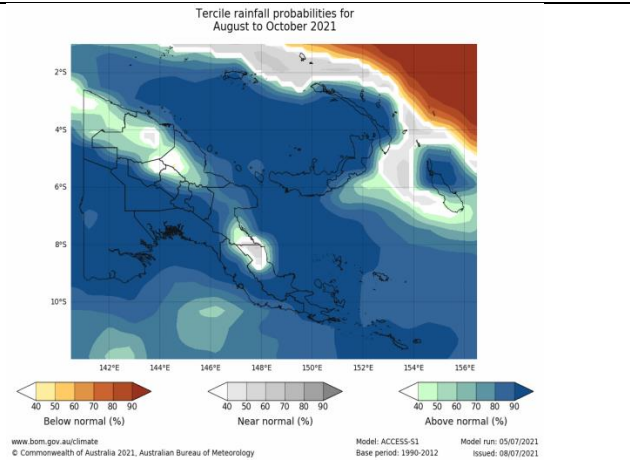 Tercile rainfall probabilities for
August to October 2021
2°S
4°S
6°S
8°S
10°S
142°E 144°E 146°E 148°E 150°E 152°E 154°E 156°E
40 50 60 70 80 90 40 50 60 70 80 90 40 50 60 70 80 90
Below normal (%) Near normal (%) Above normal (%)
www.bom.gov.au/climate Model: ACCESS-S1 Model run: 05/07/2021
© Commonwealth of Australia 2021, Australian Bureau of Meteorology Base period: 1990-2012 Issued: 08/07/2021